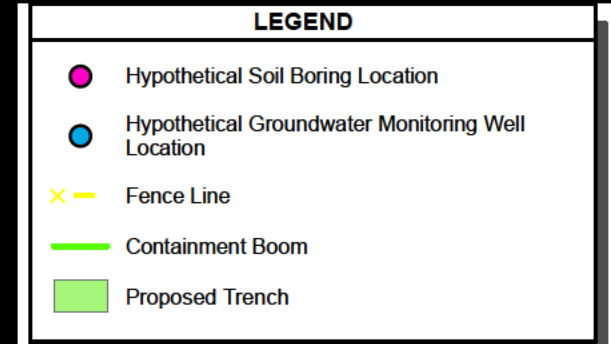 LEGEND
Hypothetical Soil Boring Location
Hypothetical Groundwater Monitoring Well
Location
Fence Line
Containment Boom
Proposed Trench